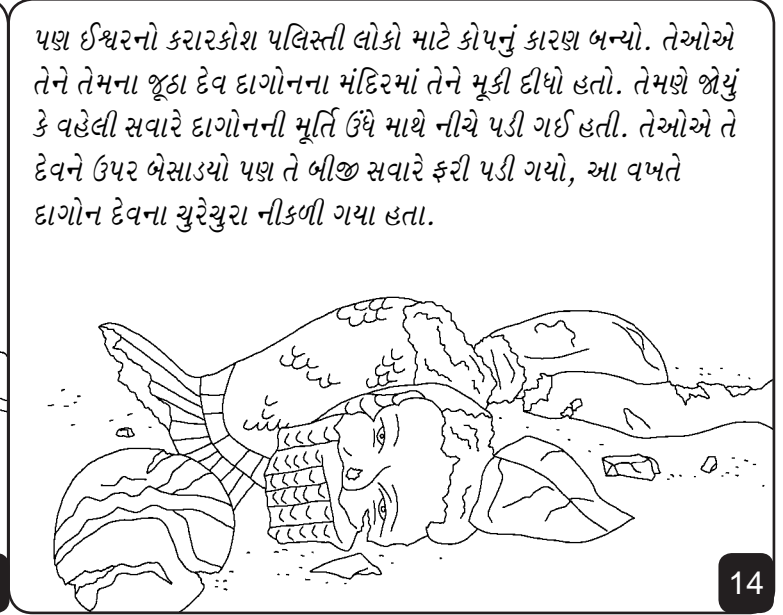 પણ ઈશ્વરનો કરારકોશ પલિસ્તી લોકો માટે કોપનું કારણ બન્યો. તેઓએ
તેને તેમના જૂઠા દેવ દાગોનના મંદિરમાં તેને મૂકી દીધો હતો. તેમણે જોયું
કે વહેલી સવારે દાગોનની મૂર્તિ ઉંધે માથે નીચે પડી ગઈ હતી. તેઓએ તે
દેવને ઉપર બેસાડયો પણ તે બીજી સવારે ફરી પડી ગયો, આ વખતે
દાગોન દેવના ચુરેચુરા નીકળી ગયા હતા.
14